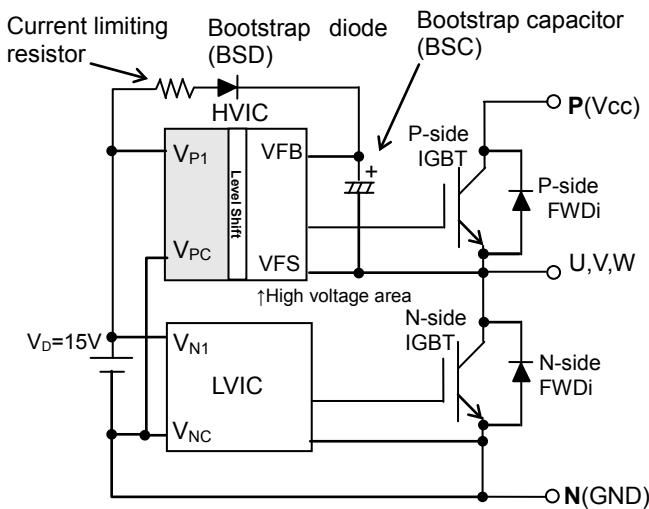 Current limiting
resistor
Bootstrap diode
(BSD)
Bootstrap capacitor
(BSC)
HVIC
P(Vcc)
VP1
VFB
+
P-side
IGBT
Level Shift
P-side
FWDi
VPC
VFS
U,V,W
↑High voltage area
VD=15V
VN1
N-side
IGBT
LVIC
N-side
FWDi
VNC
N(GND)